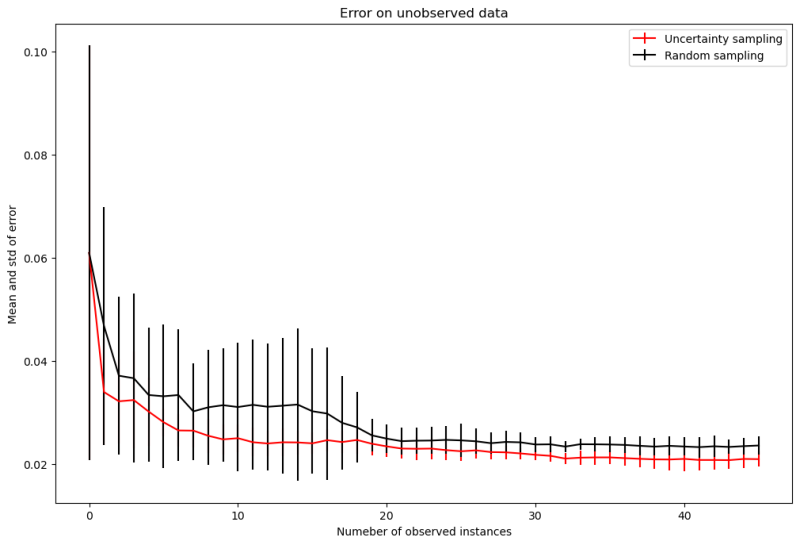 Error on unobserved data
Uncertainty sampling
Random sampling
0.10
0.08
0.06
0.04
0.02
Mean and std of error
0
10
20
30
40
Numeber of observed instances